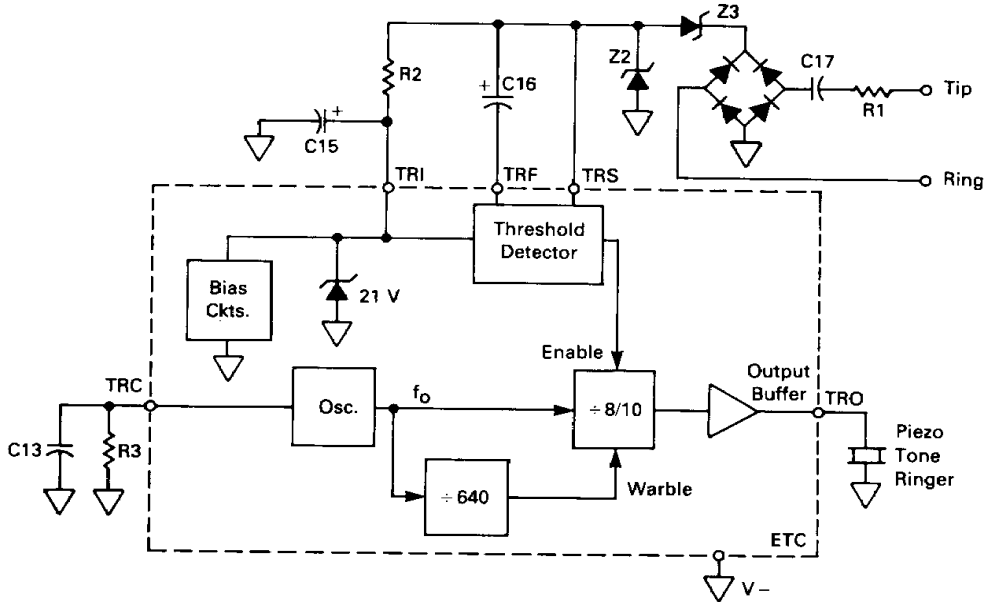 Z3
R2
+
C16
Z2
C17
R1
Tip
+
C15
TRI
TRF
TRS
Ring
Threshold
Detector
Bias
Ckts.
21 V
Enable
TRC
Osc.
fo
÷ 8/10
Output
Buffer
TRO
C13
R3
÷ 640
Warble
Piezo
Tone
Ringer
ETC
V –